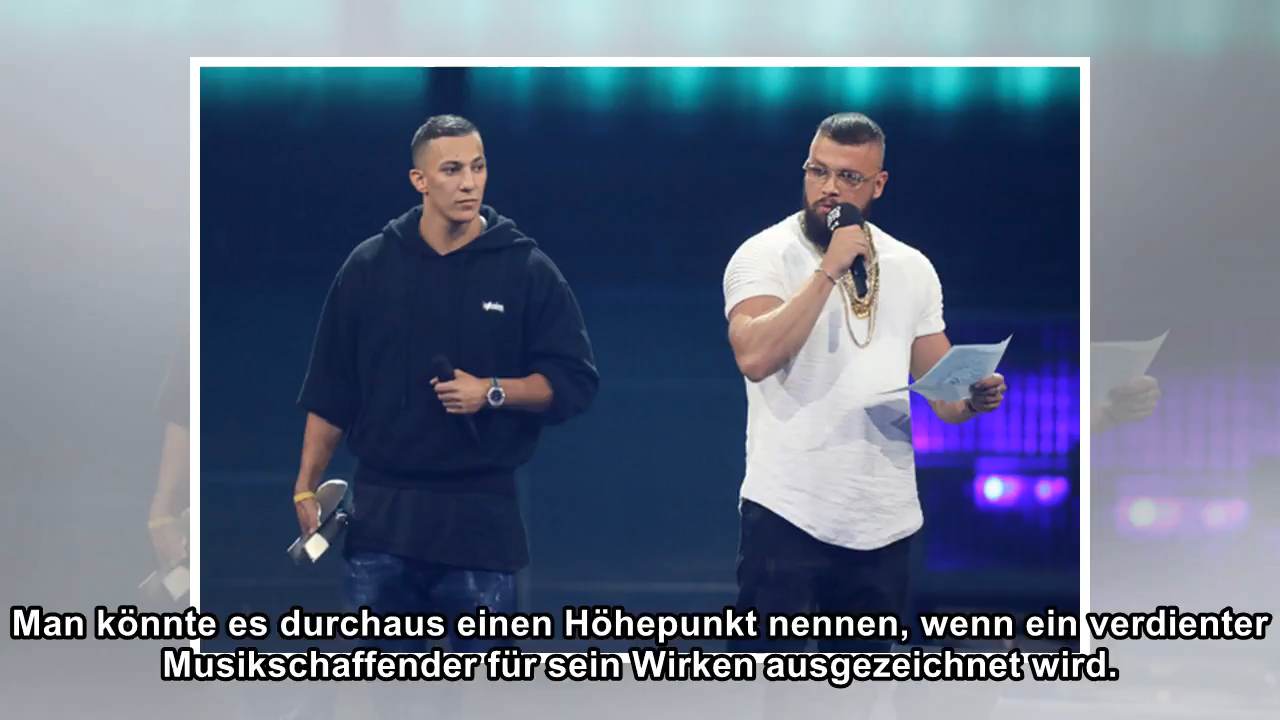 Man könnte es durchaus einen Höhepunkt nennen, wenn ein verdienter
Musikschaffender für sein Wirken ausgezeichnet wird.